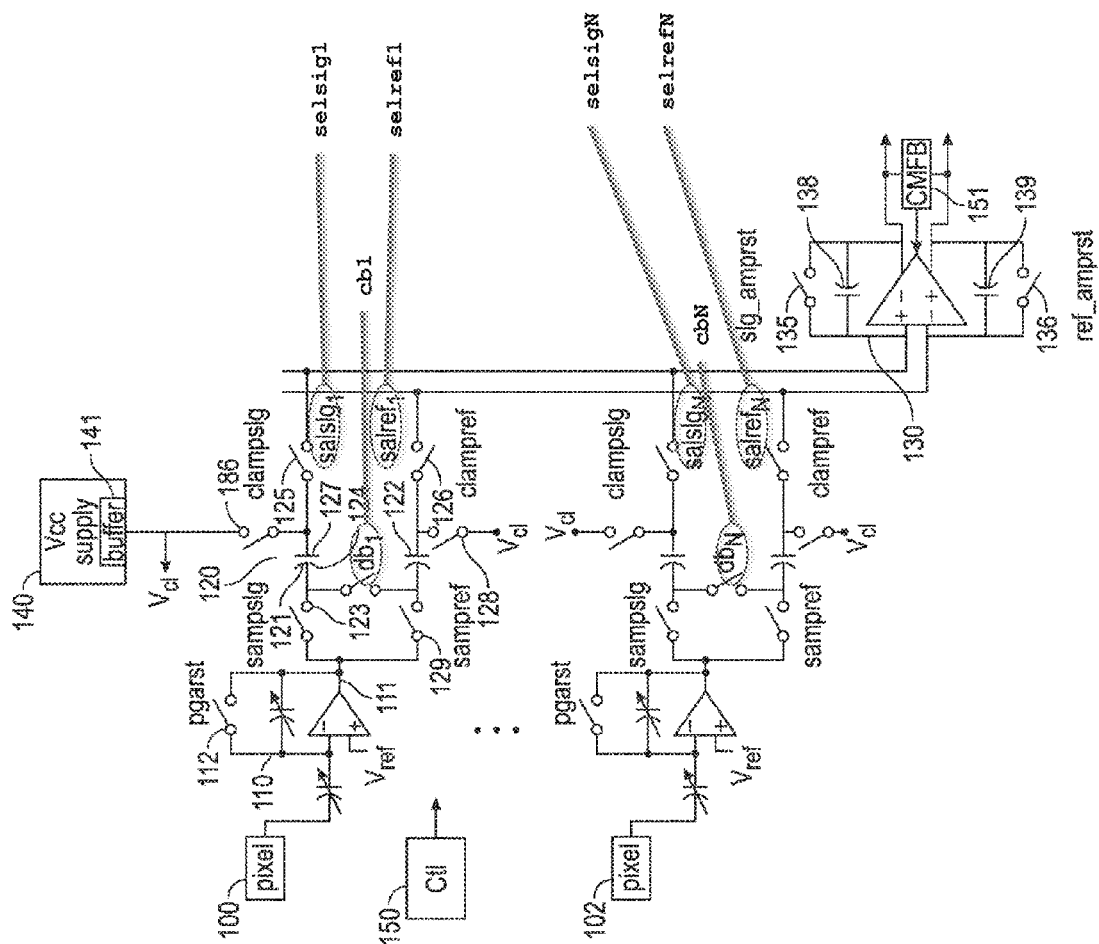 140
Vcc
supply
buffer
141
Vcl
186
clampsig
125
salsig1
selsig1
120
121
127
124
db1
cb1
122
salref1
selref1
126
clampref
128
Vcl
sampsig
123
129
sampref
pgarst
112
110
111
Vref
100
pixel
150
Ctl
102
pixel
pgarst
Vref
sampsig
sampref
Vcl
Vcl
clampsig
clampref
dbN
cbN
salsigN
selsigN
salrefN
selrefN
sig_amprst
135
138
CMFB
151
139
136
130
ref_amprst